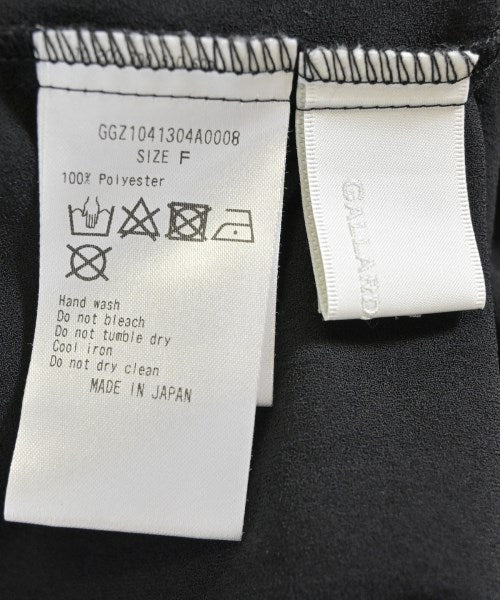 GGZ1041304A0008
SIZE F
100% Polyester
Hand wash
Do not bleach
Do not tumble dry
Cool iron
Do not dry clean
MADE IN JAPAN